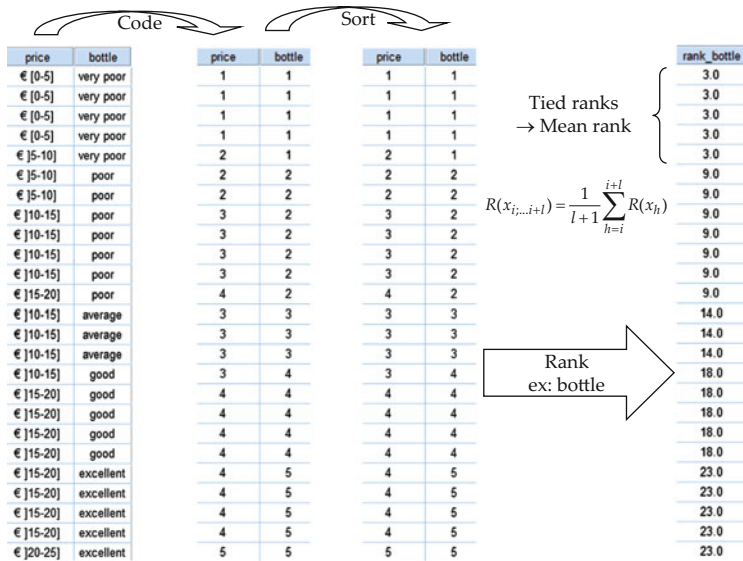 Code Sort
price bottle price bottle price bottle rank_bottle
€ [0-5] very poor 1 1 1 1 3.0
€ [0-5] very poor 1 1 1 1 3.0
€ [0-5] very poor 1 1 1 1 3.0
€ [0-5] very poor 1 1 1 1 3.0
€ ]5-10] very poor 2 1 2 1 3.0
Tied ranks
→ Mean rank
€ ]5-10] poor 2 2 2 2 9.0
€ ]5-10] poor 2 2 2 2 9.0
€ ]10-15] poor 3 2 3 2 9.0
€ ]10-15] poor 3 2 3 2 9.0
€ ]10-15] poor 3 2 3 2 9.0
€ ]10-15] poor 3 2 3 2 9.0
€ ]15-20] poor 4 2 4 2 9.0
R(x_{i;...i+l}) = \frac{1}{l+1} \sum_{h=i}^{i+l} R(x_h)
€ ]10-15] average 3 3 3 3 14.0
€ ]10-15] average 3 3 3 3 14.0
€ ]10-15] average 3 3 3 3 14.0
€ ]10-15] good 3 4 3 4 18.0
€ ]15-20] good 4 4 4 4 18.0
€ ]15-20] good 4 4 4 4 18.0
€ ]15-20] good 4 4 4 4 18.0
€ ]15-20] good 4 4 4 4 18.0
Rank
ex: bottle
€ ]15-20] excellent 4 5 4 5 23.0
€ ]15-20] excellent 4 5 4 5 23.0
€ ]15-20] excellent 4 5 4 5 23.0
€ ]15-20] excellent 4 5 4 5 23.0
€ ]20-25] excellent 5 5 5 5 23.0